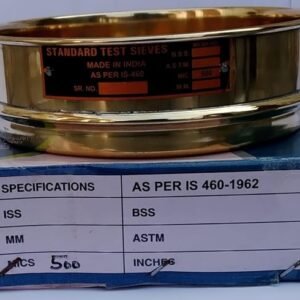 STANDARD TEST SIEVES
MADE IN INDIA
AS PER IS-460
SR. NO.
B.S.S.
A.S.T.M.
MIC. 500
M.M.
SPECIFICATIONS AS PER IS 460-1962
ISS BSS
MM ASTM
MICS 500 INCHES